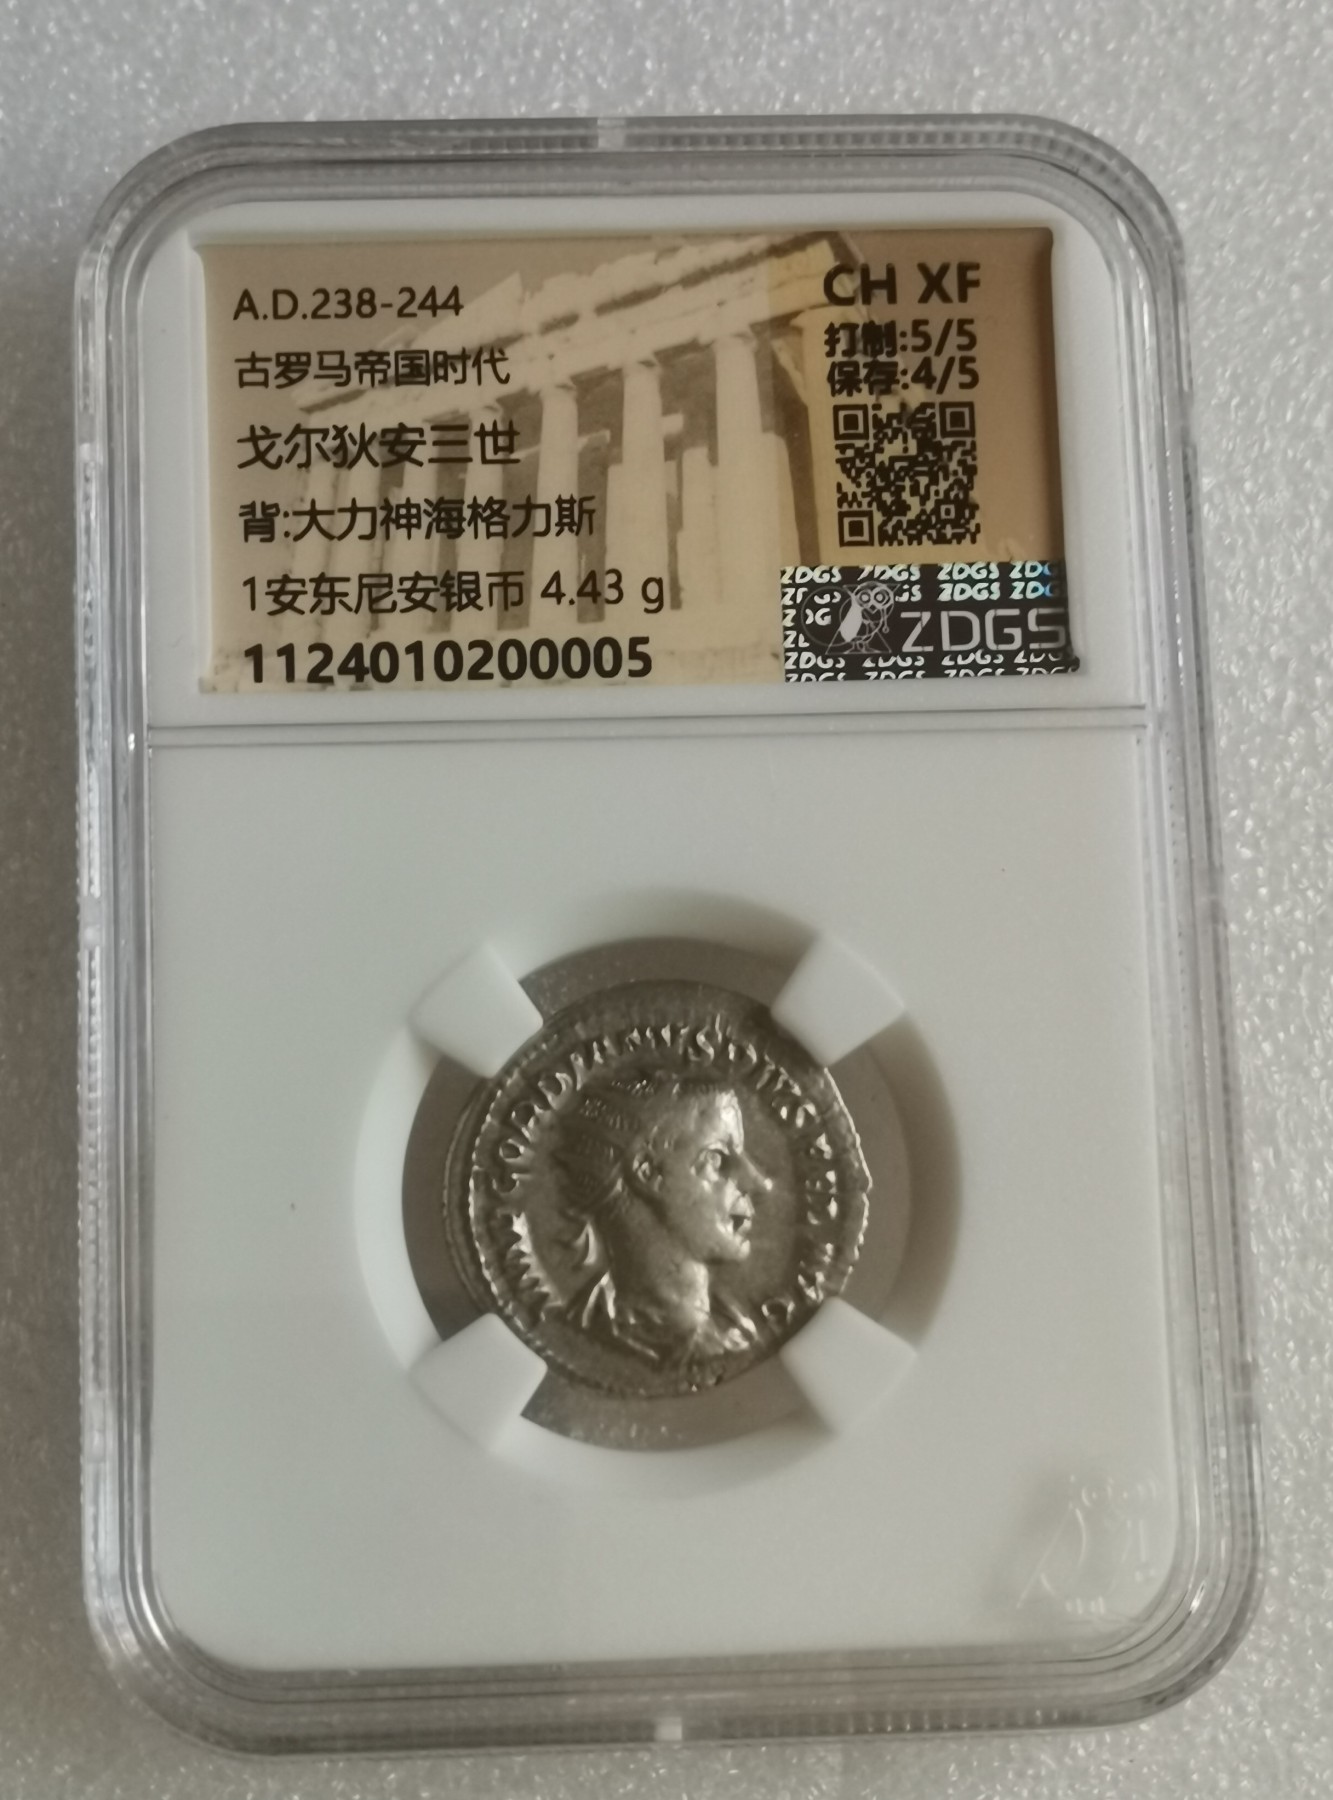 A.D.238-244
古罗马帝国时代
戈尔狄安三世
背:大力神海格力斯
1安东尼安银币 4.43 g
1124010200005
CH XF
打制:5/5
保存:4/5
ZDGS